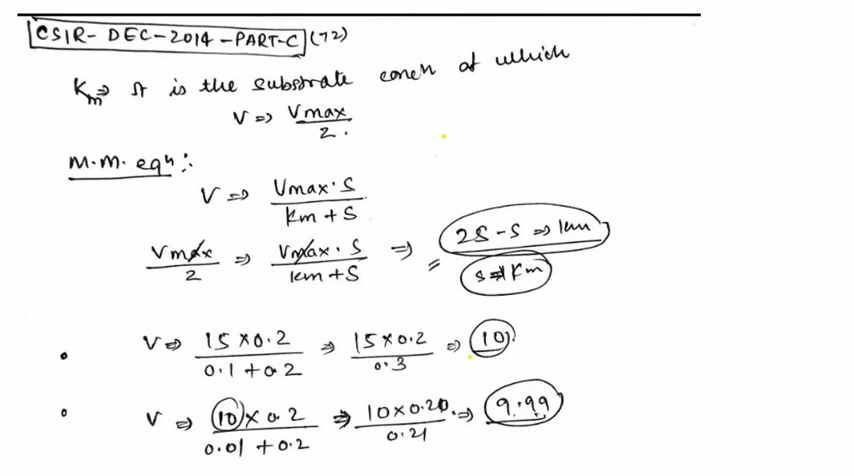 CSIR - DEC - 2014 - PART-C (72)
Km ⇒ It is the substrate concn at which
V ⇒ Vmax / 2.
M.M. eqn :
V ⇒ Vmax · S / Km + S
Vmax / 2 ⇒ Vmax · S / Km + S ⇒ = 2S - S ⇒ Km
S ⇒ Km
V ⇒ 15 × 0.2 / 0.1 + 0.2 ⇒ 15 × 0.2 / 0.3 ⇒ 10
V ⇒ 10 × 0.2 / 0.01 + 0.2 ⇒ 10 × 0.20 / 0.21 ⇒ 9.99